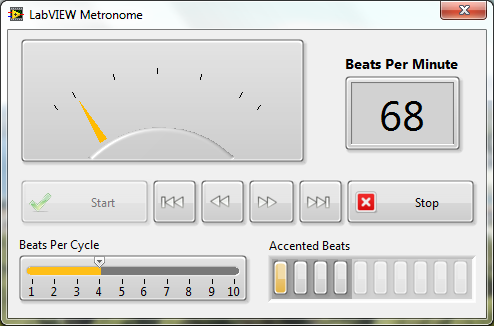 LabVIEW Metronome
Beats Per Minute
68
Start
Stop
Beats Per Cycle
1 2 3 4 5 6 7 8 9 10
Accented Beats